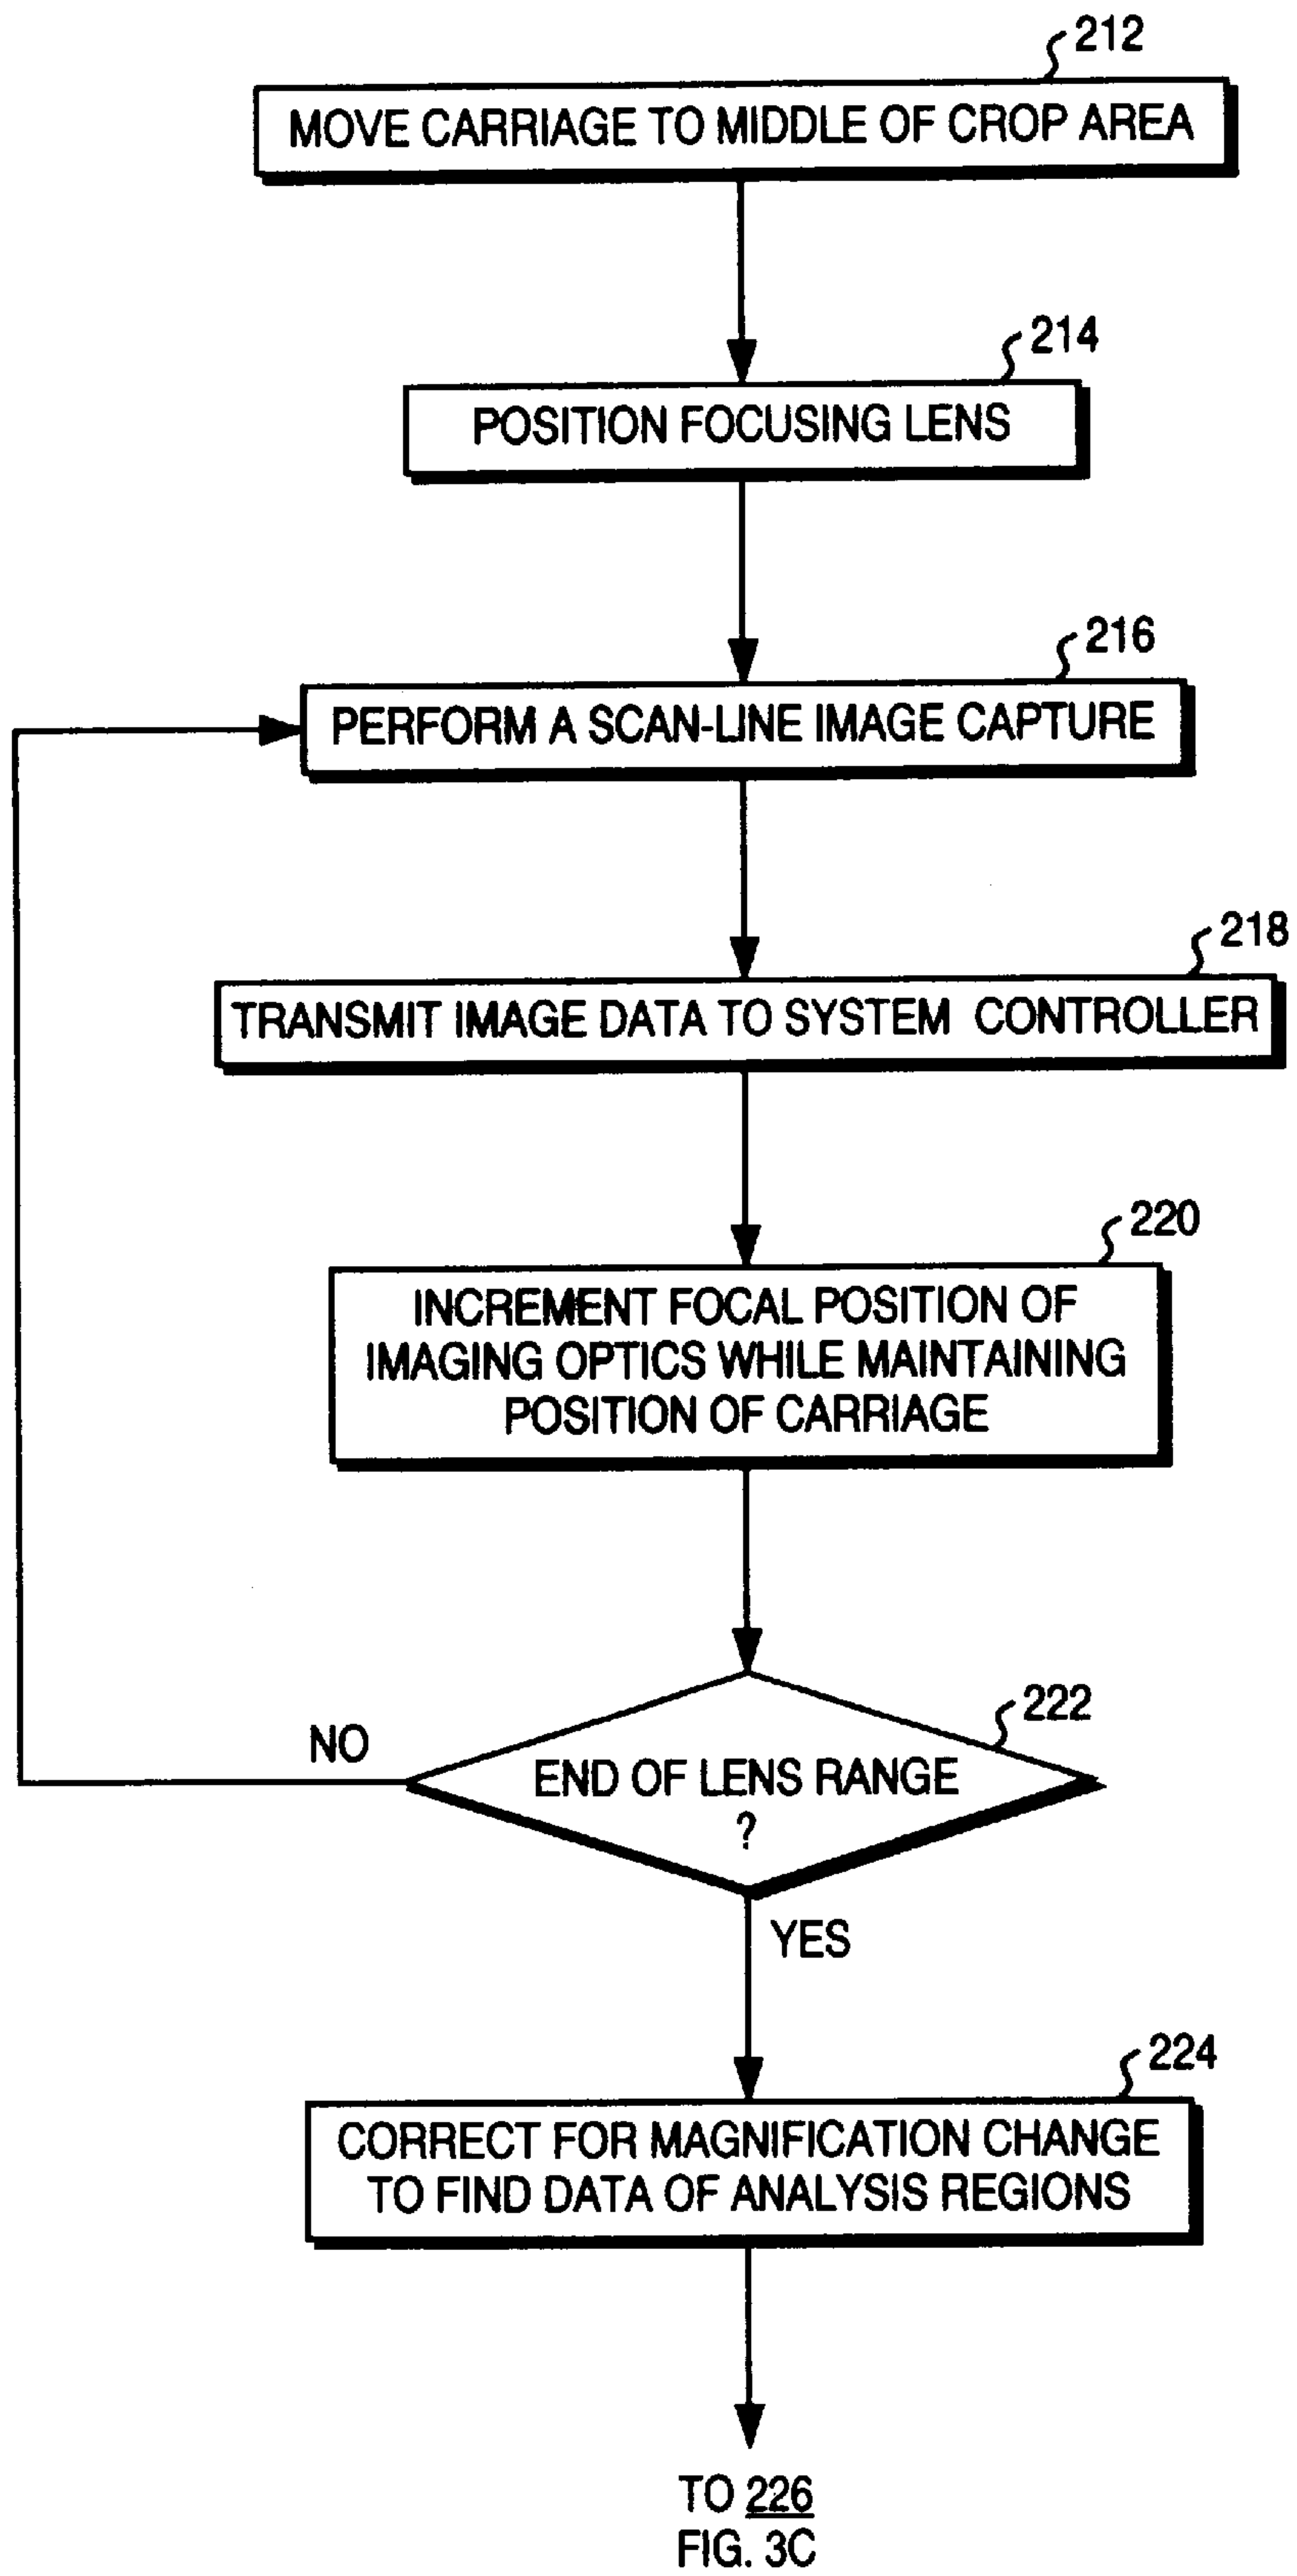 212
MOVE CARRIAGE TO MIDDLE OF CROP AREA
214
POSITION FOCUSING LENS
216
PERFORM A SCAN-LINE IMAGE CAPTURE
218
TRANSMIT IMAGE DATA TO SYSTEM CONTROLLER
220
INCREMENT FOCAL POSITION OF
IMAGING OPTICS WHILE MAINTAINING
POSITION OF CARRIAGE
222
NO
END OF LENS RANGE
?
YES
224
CORRECT FOR MAGNIFICATION CHANGE
TO FIND DATA OF ANALYSIS REGIONS
TO 226
FIG. 3C